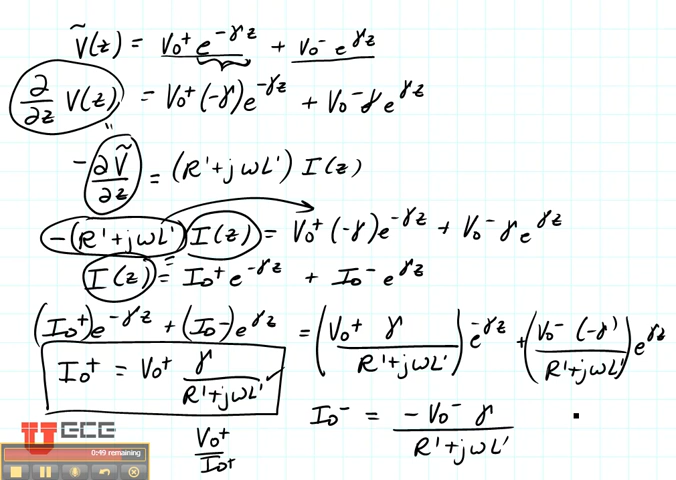 Ṽ(z) = V₀⁺ e^(-γz) + V₀⁻ e^(γz)
∂/∂z V(z) = V₀⁺ (-γ) e^(-γz) + V₀⁻ γ e^(γz)
- ∂Ṽ/∂z = (R'+jωL') I(z)
-(R'+jωL') I(z) = V₀⁺ (-γ) e^(-γz) + V₀⁻ γ e^(γz)
I(z) = I₀⁺ e^(-γz) + I₀⁻ e^(γz)
(I₀⁺) e^(-γz) + (I₀⁻) e^(γz) = (V₀⁺ γ / R'+jωL') e^(-γz) + (V₀⁻ (-γ) / R'+jωL') e^(γz)
I₀⁺ = V₀⁺ γ / R'+jωL'
I₀⁻ = -V₀⁻ γ / R'+jωL'
V₀⁺ / I₀⁺
U ECE
0:49 remaining